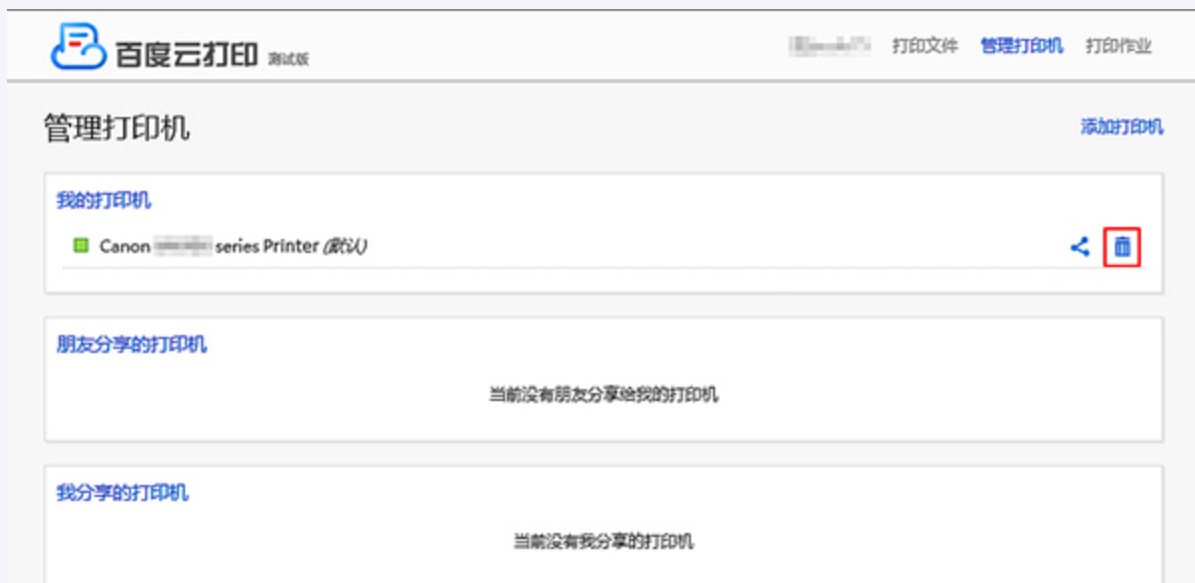 百度云打印 测试版
打印文件 管理打印机 打印作业
管理打印机
添加打印机
我的打印机
Canon series Printer (默认)
朋友分享的打印机
当前没有朋友分享给我的打印机
我分享的打印机
当前没有我分享的打印机